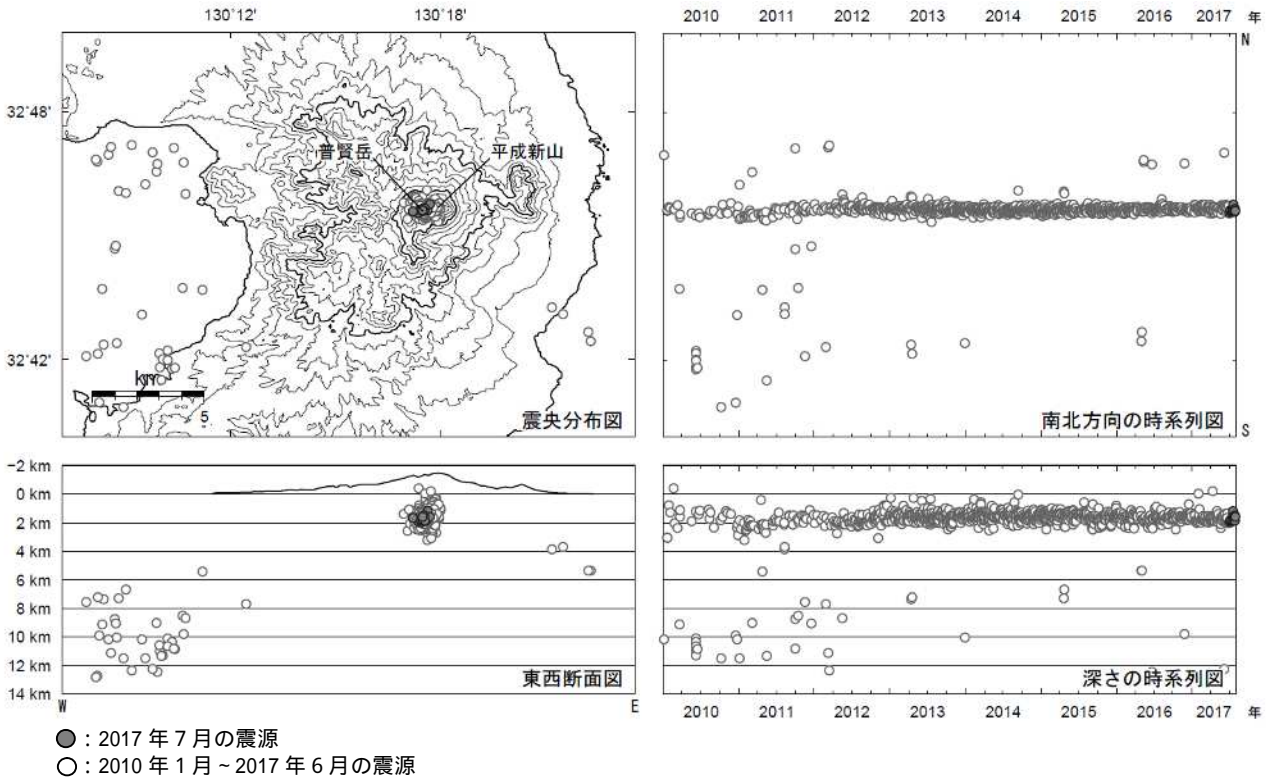 130°12' 130°18'
2010 2011 2012 2013 2014 2015 2016 2017 年
32°48'
32°42'
普賢岳 平成新山
km
5
震央分布図
N
南北方向の時系列図
S
-2 km
0 km
2 km
4 km
6 km
8 km
10 km
12 km
14 km
東西断面図
W E
深さの時系列図
2010 2011 2012 2013 2014 2015 2016 2017 年
:2017 年 7 月の震源
:2010 年 1 月~2017 年 6 月の震源